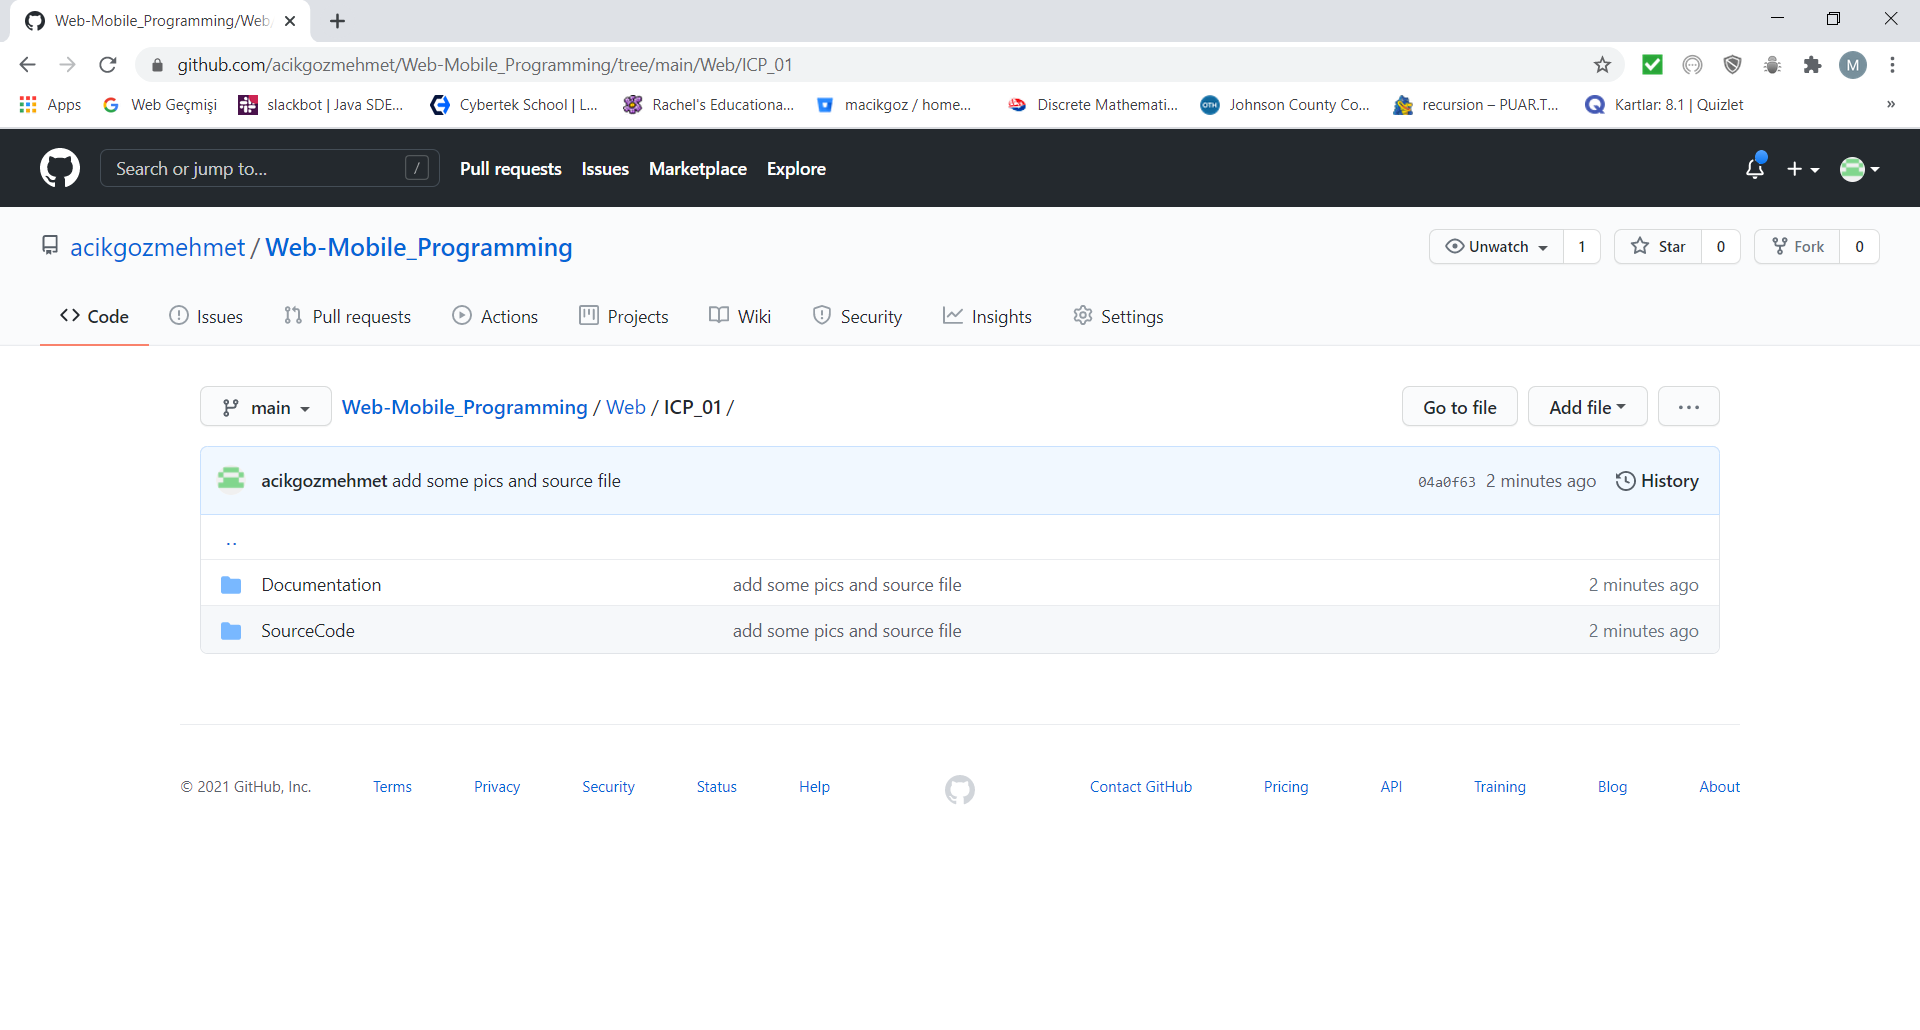 Web-Mobile_Programming/Web
github.com/acikgozmehmet/Web-Mobile_Programming/tree/main/Web/ICP_01
M
Apps Web Geçmişi slackbot | Java SDE... Cybertek School | L... Rachel's Educationa... macikgoz / home... Discrete Mathemati... OTH Johnson County Co... recursion – PUAR.T... Kartlar: 8.1 | Quizlet »
Search or jump to... / Pull requests Issues Marketplace Explore
acikgozmehmet / Web-Mobile_Programming Unwatch 1 Star 0 Fork 0
Code Issues Pull requests Actions Projects Wiki Security Insights Settings
main Web-Mobile_Programming / Web / ICP_01 / Go to file Add file ...
acikgozmehmet add some pics and source file 04a0f63 2 minutes ago History
..
Documentation add some pics and source file 2 minutes ago
SourceCode add some pics and source file 2 minutes ago
© 2021 GitHub, Inc. Terms Privacy Security Status Help Contact GitHub Pricing API Training Blog About